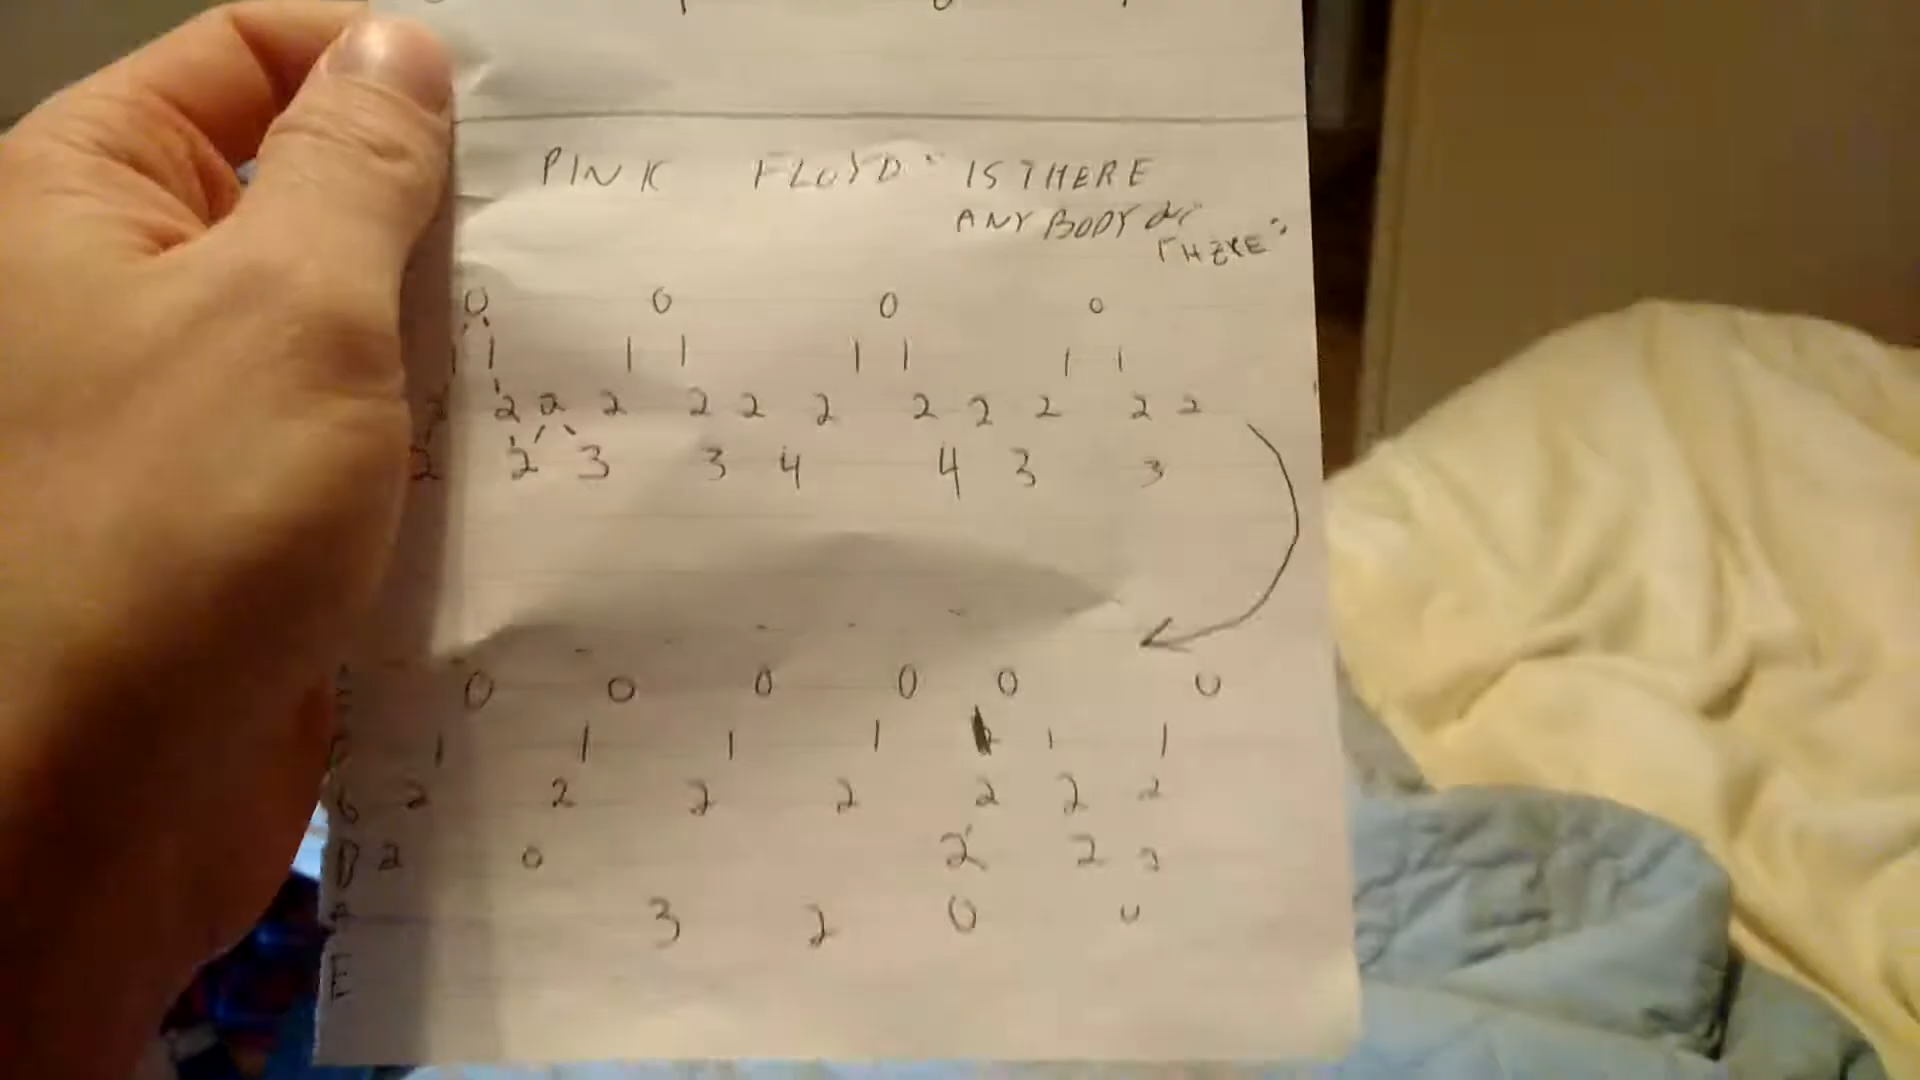 PINK FLOYD "IS THERE
ANYBODY
THERE"
0 0 0 0
1 1 1 1 1 1 1 1
2 2 2 2 2 2 2 2 2 2 2 2
2 2 3 3 4 4 3 3
0 0 0 0 0 0
1 1 1 1 1 1
G 2 2 2 2 2 2 2
D 2 0 2 2 2
3 2 0 0
E